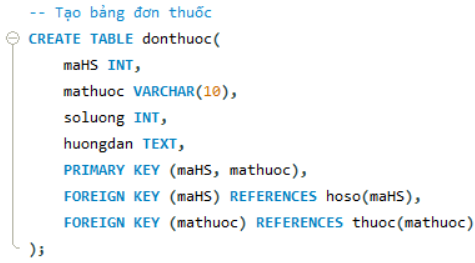 -- Tạo bảng đơn thuốc
CREATE TABLE donthuoc(
maHS INT,
mathuoc VARCHAR(10),
soluong INT,
huongdan TEXT,
PRIMARY KEY (maHS, mathuoc),
FOREIGN KEY (maHS) REFERENCES hoso(maHS),
FOREIGN KEY (mathuoc) REFERENCES thuoc(mathuoc)
);